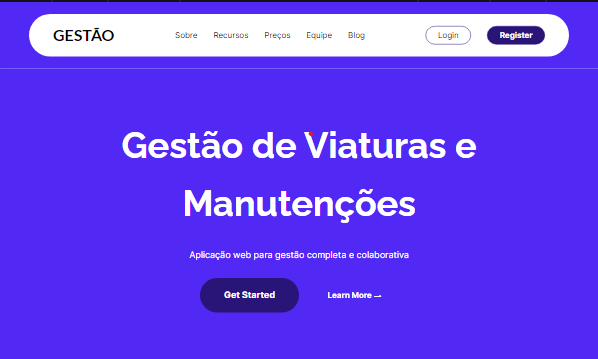 GESTÃO
Sobre Recursos Preços Equipe Blog
Login
Register
Gestão de Viaturas e
Manutenções
Aplicação web para gestão completa e colaborativa
Get Started
Learn More →